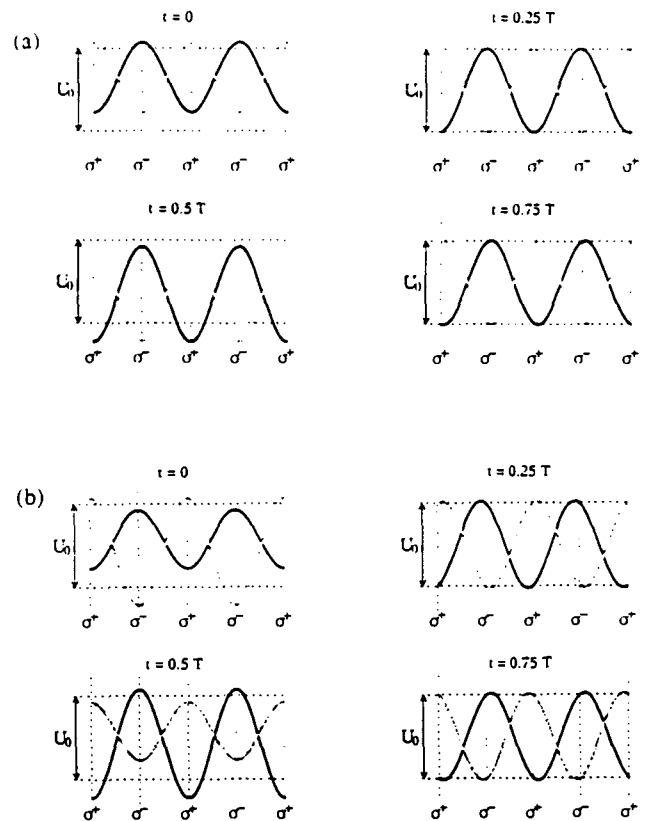 t = 0 t = 0.25 T
(a)
U₀ U₀
σ⁺ σ⁻ σ⁺ σ⁻ σ⁺ σ⁺ σ⁻ σ⁺ σ⁻ σ⁺
t = 0.5 T t = 0.75 T
U₀ U₀
σ⁺ σ⁻ σ⁺ σ⁻ σ⁺ σ⁺ σ⁻ σ⁺ σ⁻ σ⁺
t = 0 t = 0.25 T
(b)
U₀ U₀
σ⁺ σ⁻ σ⁺ σ⁻ σ⁺ σ⁺ σ⁻ σ⁺ σ⁻ σ⁺
t = 0.5 T t = 0.75 T
U₀ U₀
σ⁺ σ⁻ σ⁺ σ⁻ σ⁺ σ⁺ σ⁻ σ⁺ σ⁻ σ⁺